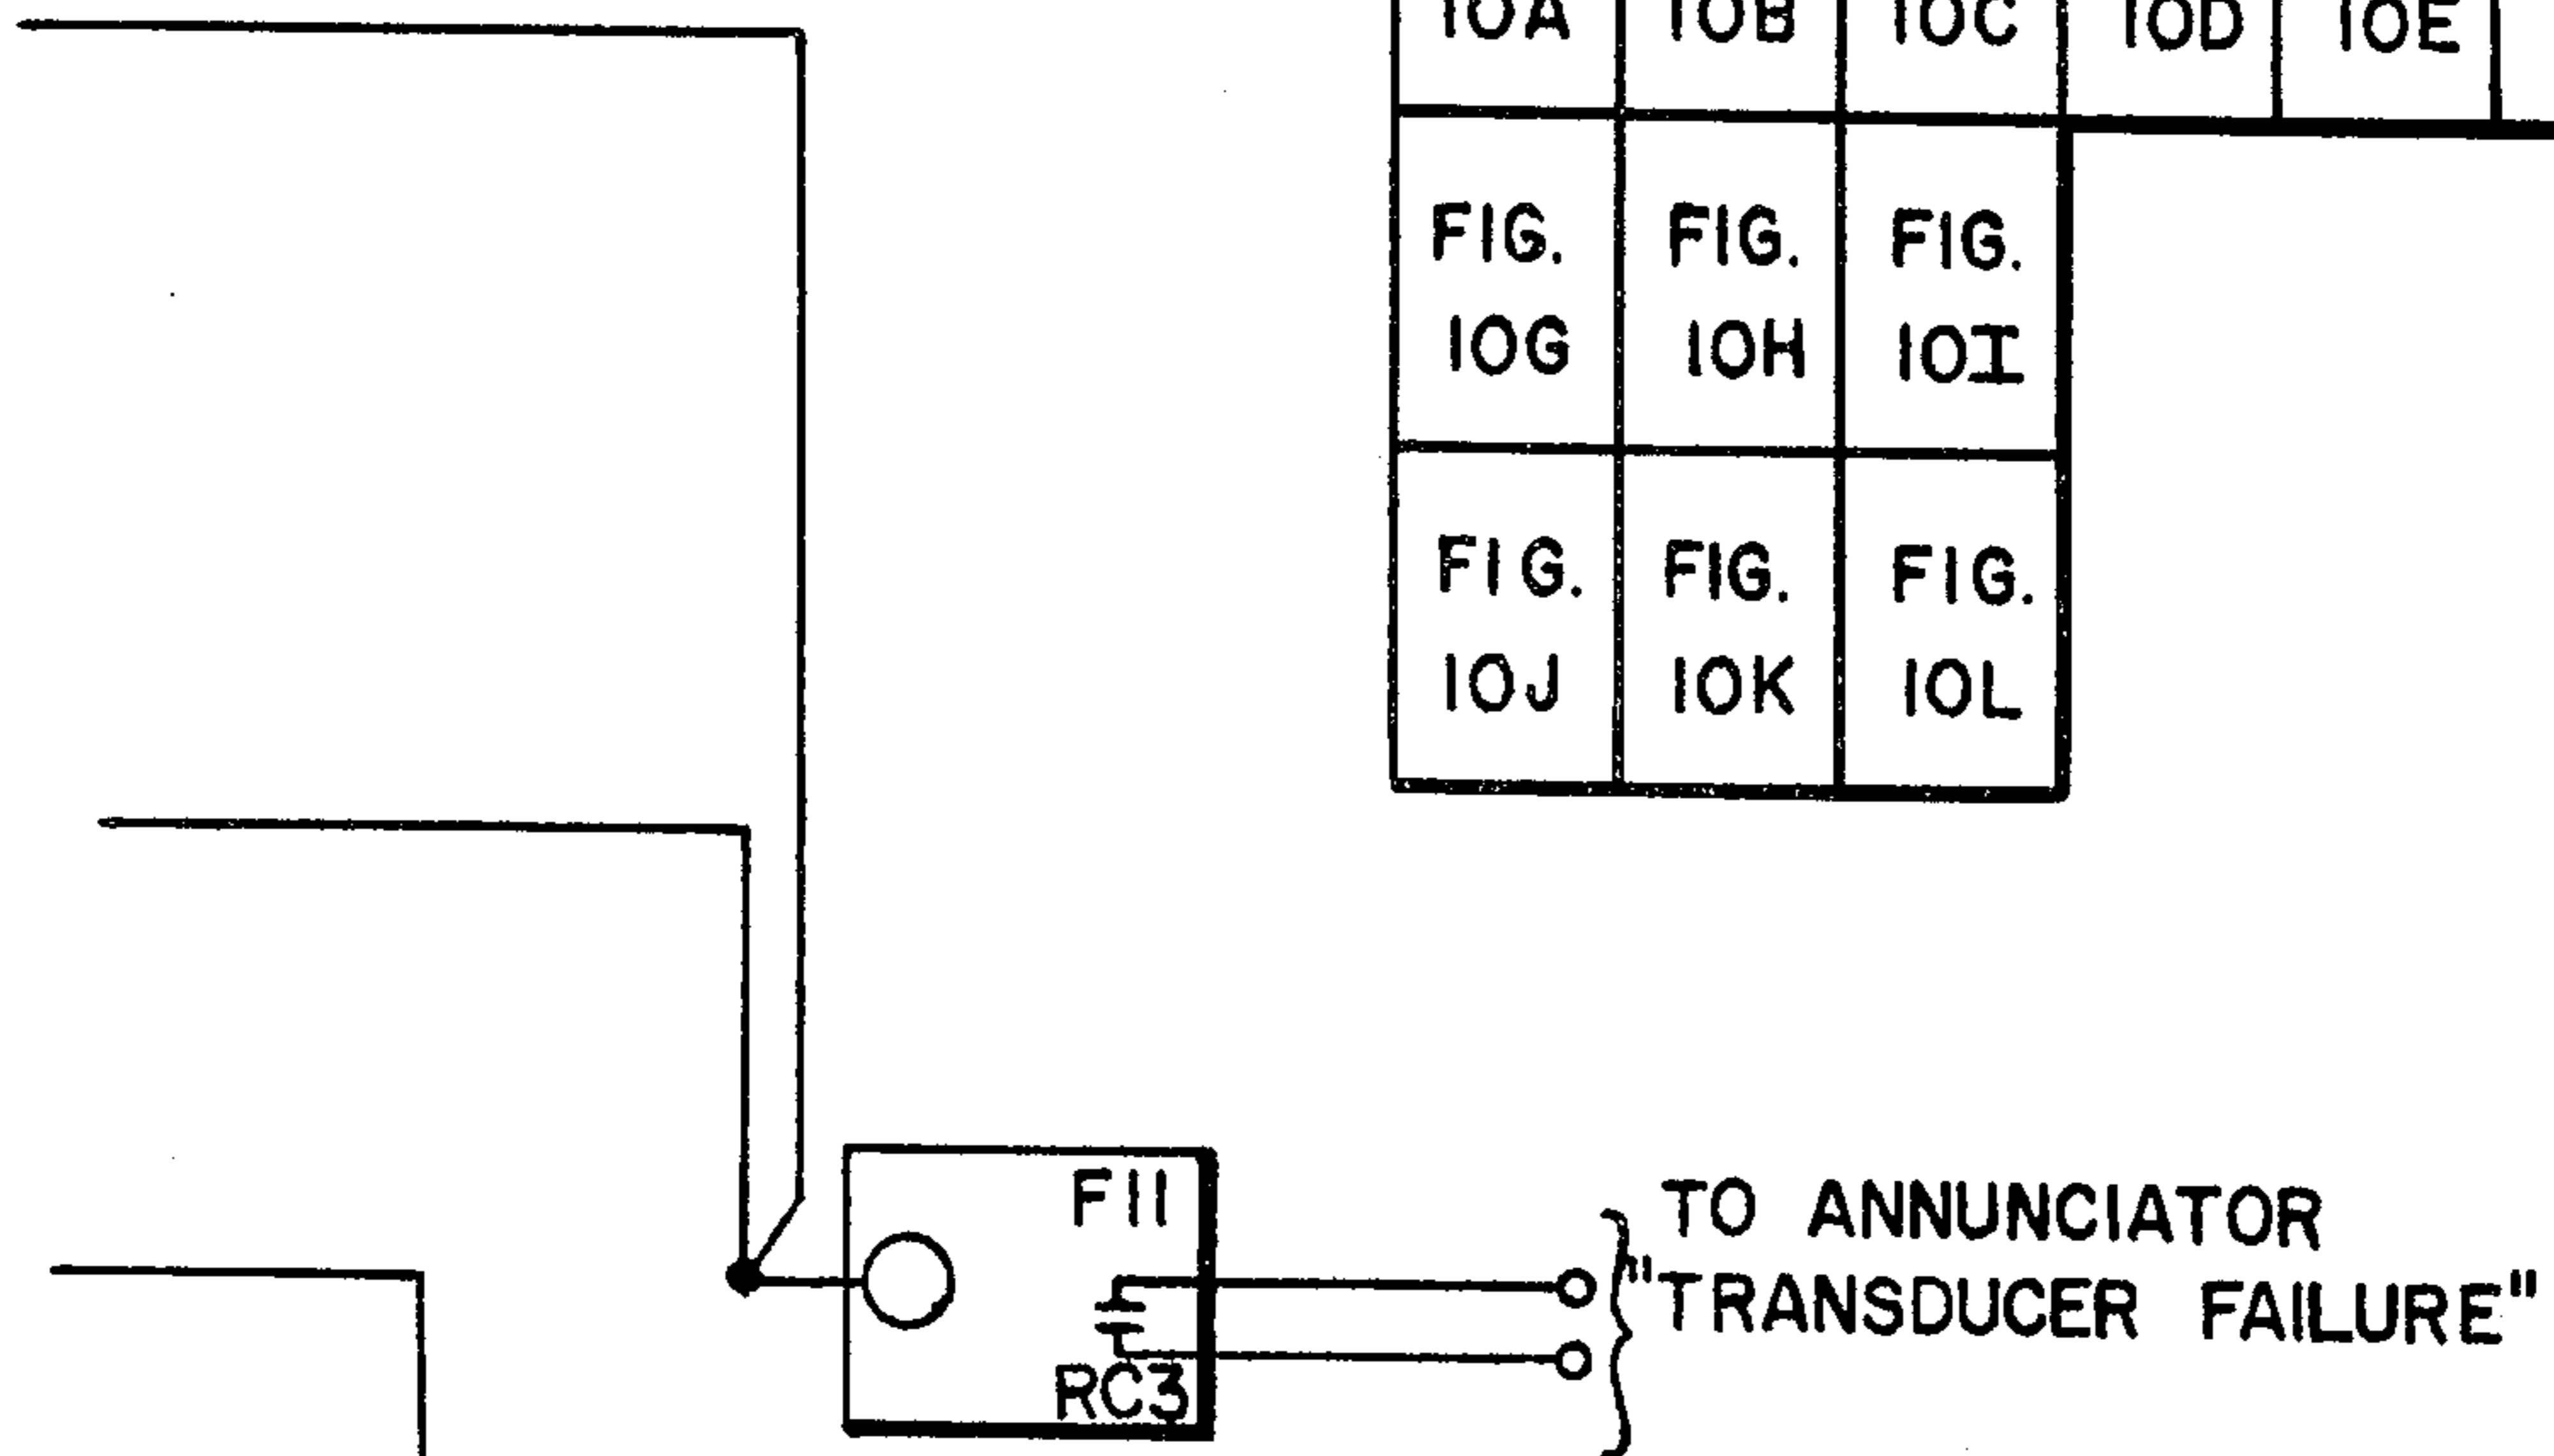 10A 10B 10C 10D 10E
FIG. FIG. FIG.
10G 10H 10I
FIG. FIG. FIG.
10J 10K 10L
F11
RC3
TO ANNUNCIATOR
"TRANSDUCER FAILURE"